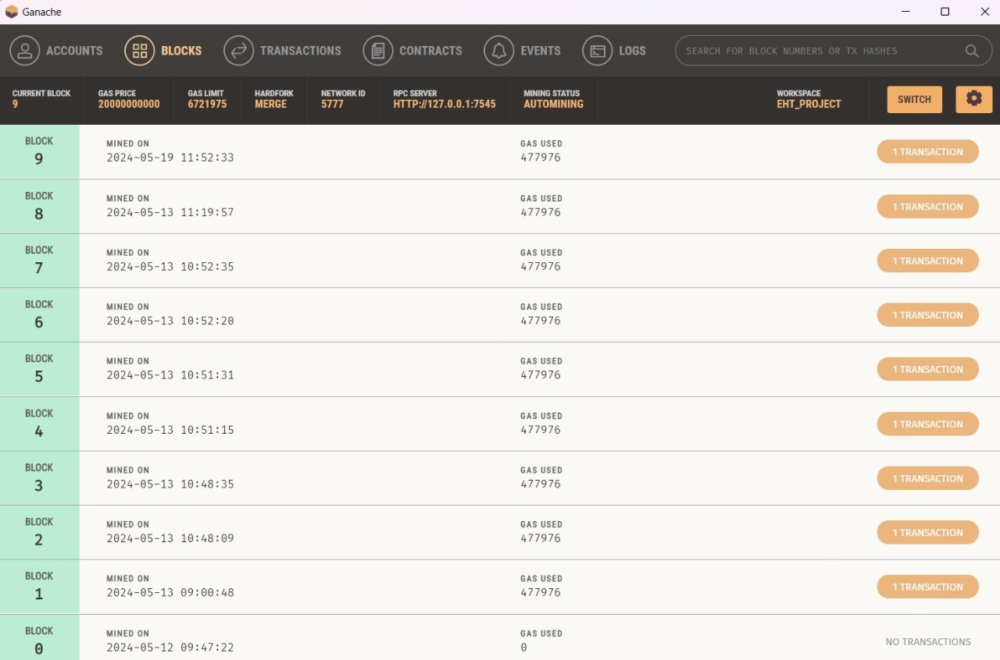 Ganache
ACCOUNTS BLOCKS TRANSACTIONS CONTRACTS EVENTS LOGS SEARCH FOR BLOCK NUMBERS OR TX HASHES
CURRENT BLOCK GAS PRICE GAS LIMIT HARDFORK NETWORK ID RPC SERVER MINING STATUS WORKSPACE SWITCH
9 20000000000 6721975 MERGE 5777 HTTP://127.0.0.1:7545 AUTOMINING EHT_PROJECT
BLOCK MINED ON GAS USED 1 TRANSACTION
9 2024-05-19 11:52:33 477976
BLOCK MINED ON GAS USED 1 TRANSACTION
8 2024-05-13 11:19:57 477976
BLOCK MINED ON GAS USED 1 TRANSACTION
7 2024-05-13 10:52:35 477976
BLOCK MINED ON GAS USED 1 TRANSACTION
6 2024-05-13 10:52:20 477976
BLOCK MINED ON GAS USED 1 TRANSACTION
5 2024-05-13 10:51:31 477976
BLOCK MINED ON GAS USED 1 TRANSACTION
4 2024-05-13 10:51:15 477976
BLOCK MINED ON GAS USED 1 TRANSACTION
3 2024-05-13 10:48:35 477976
BLOCK MINED ON GAS USED 1 TRANSACTION
2 2024-05-13 10:48:09 477976
BLOCK MINED ON GAS USED 1 TRANSACTION
1 2024-05-13 09:00:48 477976
BLOCK MINED ON GAS USED NO TRANSACTIONS
0 2024-05-12 09:47:22 0